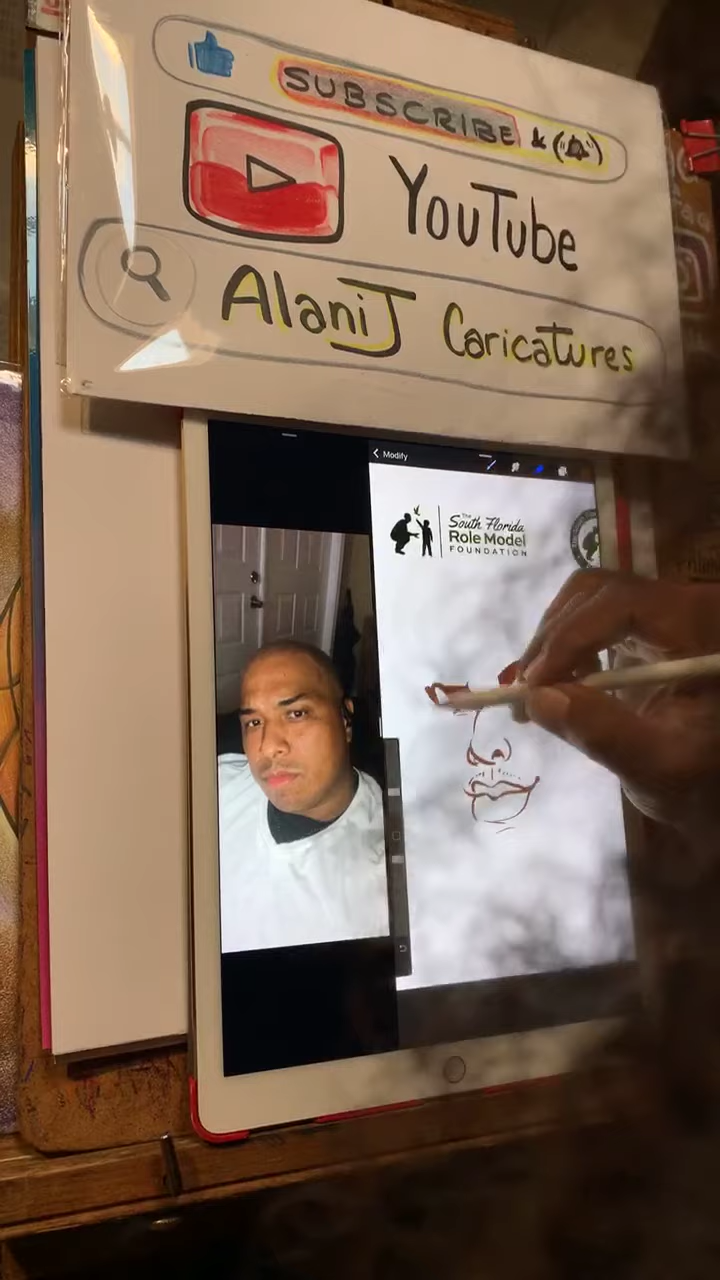 SUBSCRIBE &
YouTube
AlaniJ Caricatures
Modify
The
South Florida
Role Model
FOUNDATION